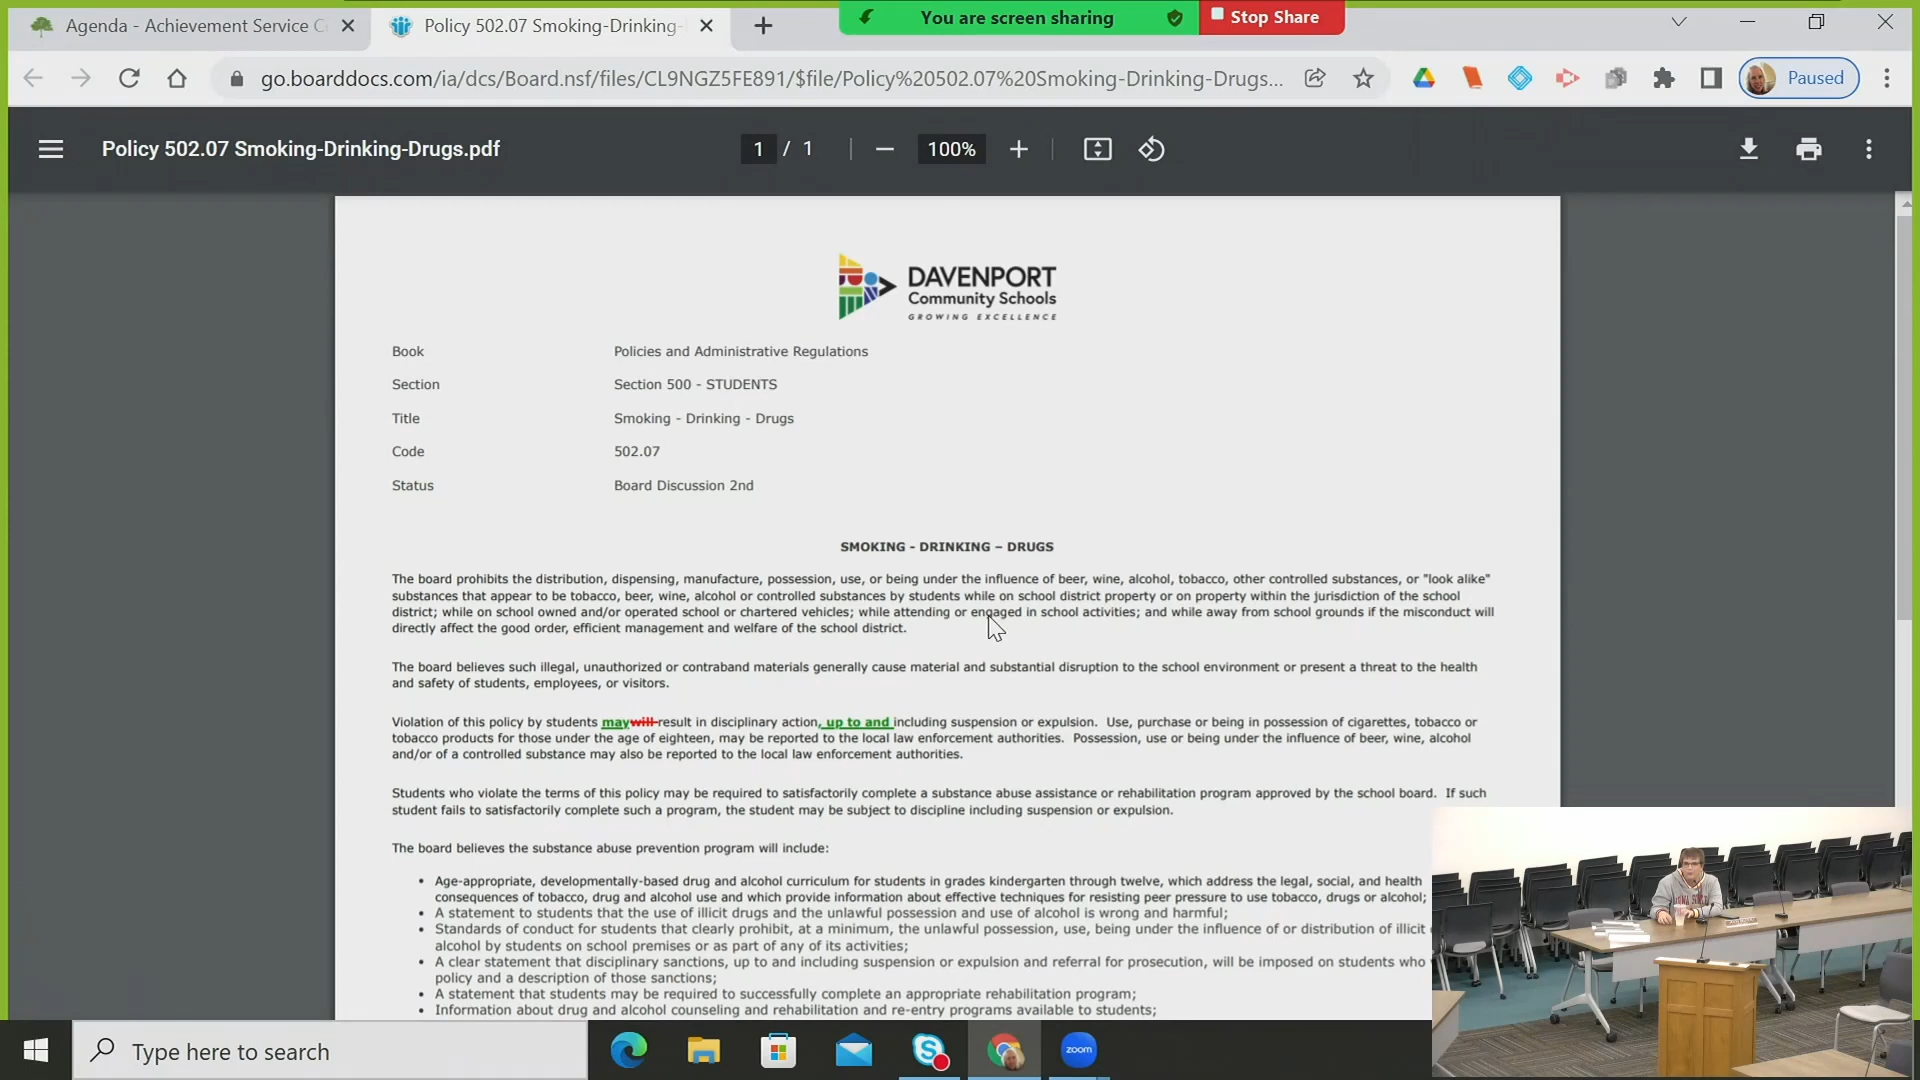 Agenda - Achievement Service C
Policy 502.07 Smoking-Drinking-
You are screen sharing
Stop Share
go.boarddocs.com/ia/dcs/Board.nsf/files/CL9NGZ5FE891/$file/Policy%20502.07%20Smoking-Drinking-Drugs...
Paused
Policy 502.07 Smoking-Drinking-Drugs.pdf
1 / 1
100%
DAVENPORT
Community Schools
GROWING EXCELLENCE
Book Policies and Administrative Regulations
Section Section 500 - STUDENTS
Title Smoking - Drinking - Drugs
Code 502.07
Status Board Discussion 2nd
SMOKING - DRINKING – DRUGS
The board prohibits the distribution, dispensing, manufacture, possession, use, or being under the influence of beer, wine, alcohol, tobacco, other controlled substances, or "look alike"
substances that appear to be tobacco, beer, wine, alcohol or controlled substances by students while on school district property or on property within the jurisdiction of the school
district; while on school owned and/or operated school or chartered vehicles; while attending or engaged in school activities; and while away from school grounds if the misconduct will
directly affect the good order, efficient management and welfare of the school district.
The board believes such illegal, unauthorized or contraband materials generally cause material and substantial disruption to the school environment or present a threat to the health
and safety of students, employees, or visitors.
Violation of this policy by students maywill result in disciplinary action, up to and including suspension or expulsion. Use, purchase or being in possession of cigarettes, tobacco or
tobacco products for those under the age of eighteen, may be reported to the local law enforcement authorities. Possession, use or being under the influence of beer, wine, alcohol
and/or of a controlled substance may also be reported to the local law enforcement authorities.
Students who violate the terms of this policy may be required to satisfactorily complete a substance abuse assistance or rehabilitation program approved by the school board. If such
student fails to satisfactorily complete such a program, the student may be subject to discipline including suspension or expulsion.
The board believes the substance abuse prevention program will include:
• Age-appropriate, developmentally-based drug and alcohol curriculum for students in grades kindergarten through twelve, which address the legal, social, and health
consequences of tobacco, drug and alcohol use and which provide information about effective techniques for resisting peer pressure to use tobacco, drugs or alcohol;
• A statement to students that the use of illicit drugs and the unlawful possession and use of alcohol is wrong and harmful;
• Standards of conduct for students that clearly prohibit, at a minimum, the unlawful possession, use, being under the influence of or distribution of illicit
alcohol by students on school premises or as part of any of its activities;
• A clear statement that disciplinary sanctions, up to and including suspension or expulsion and referral for prosecution, will be imposed on students who
policy and a description of those sanctions;
• A statement that students may be required to successfully complete an appropriate rehabilitation program;
• Information about drug and alcohol counseling and rehabilitation and re-entry programs available to students;
Type here to search
zoom